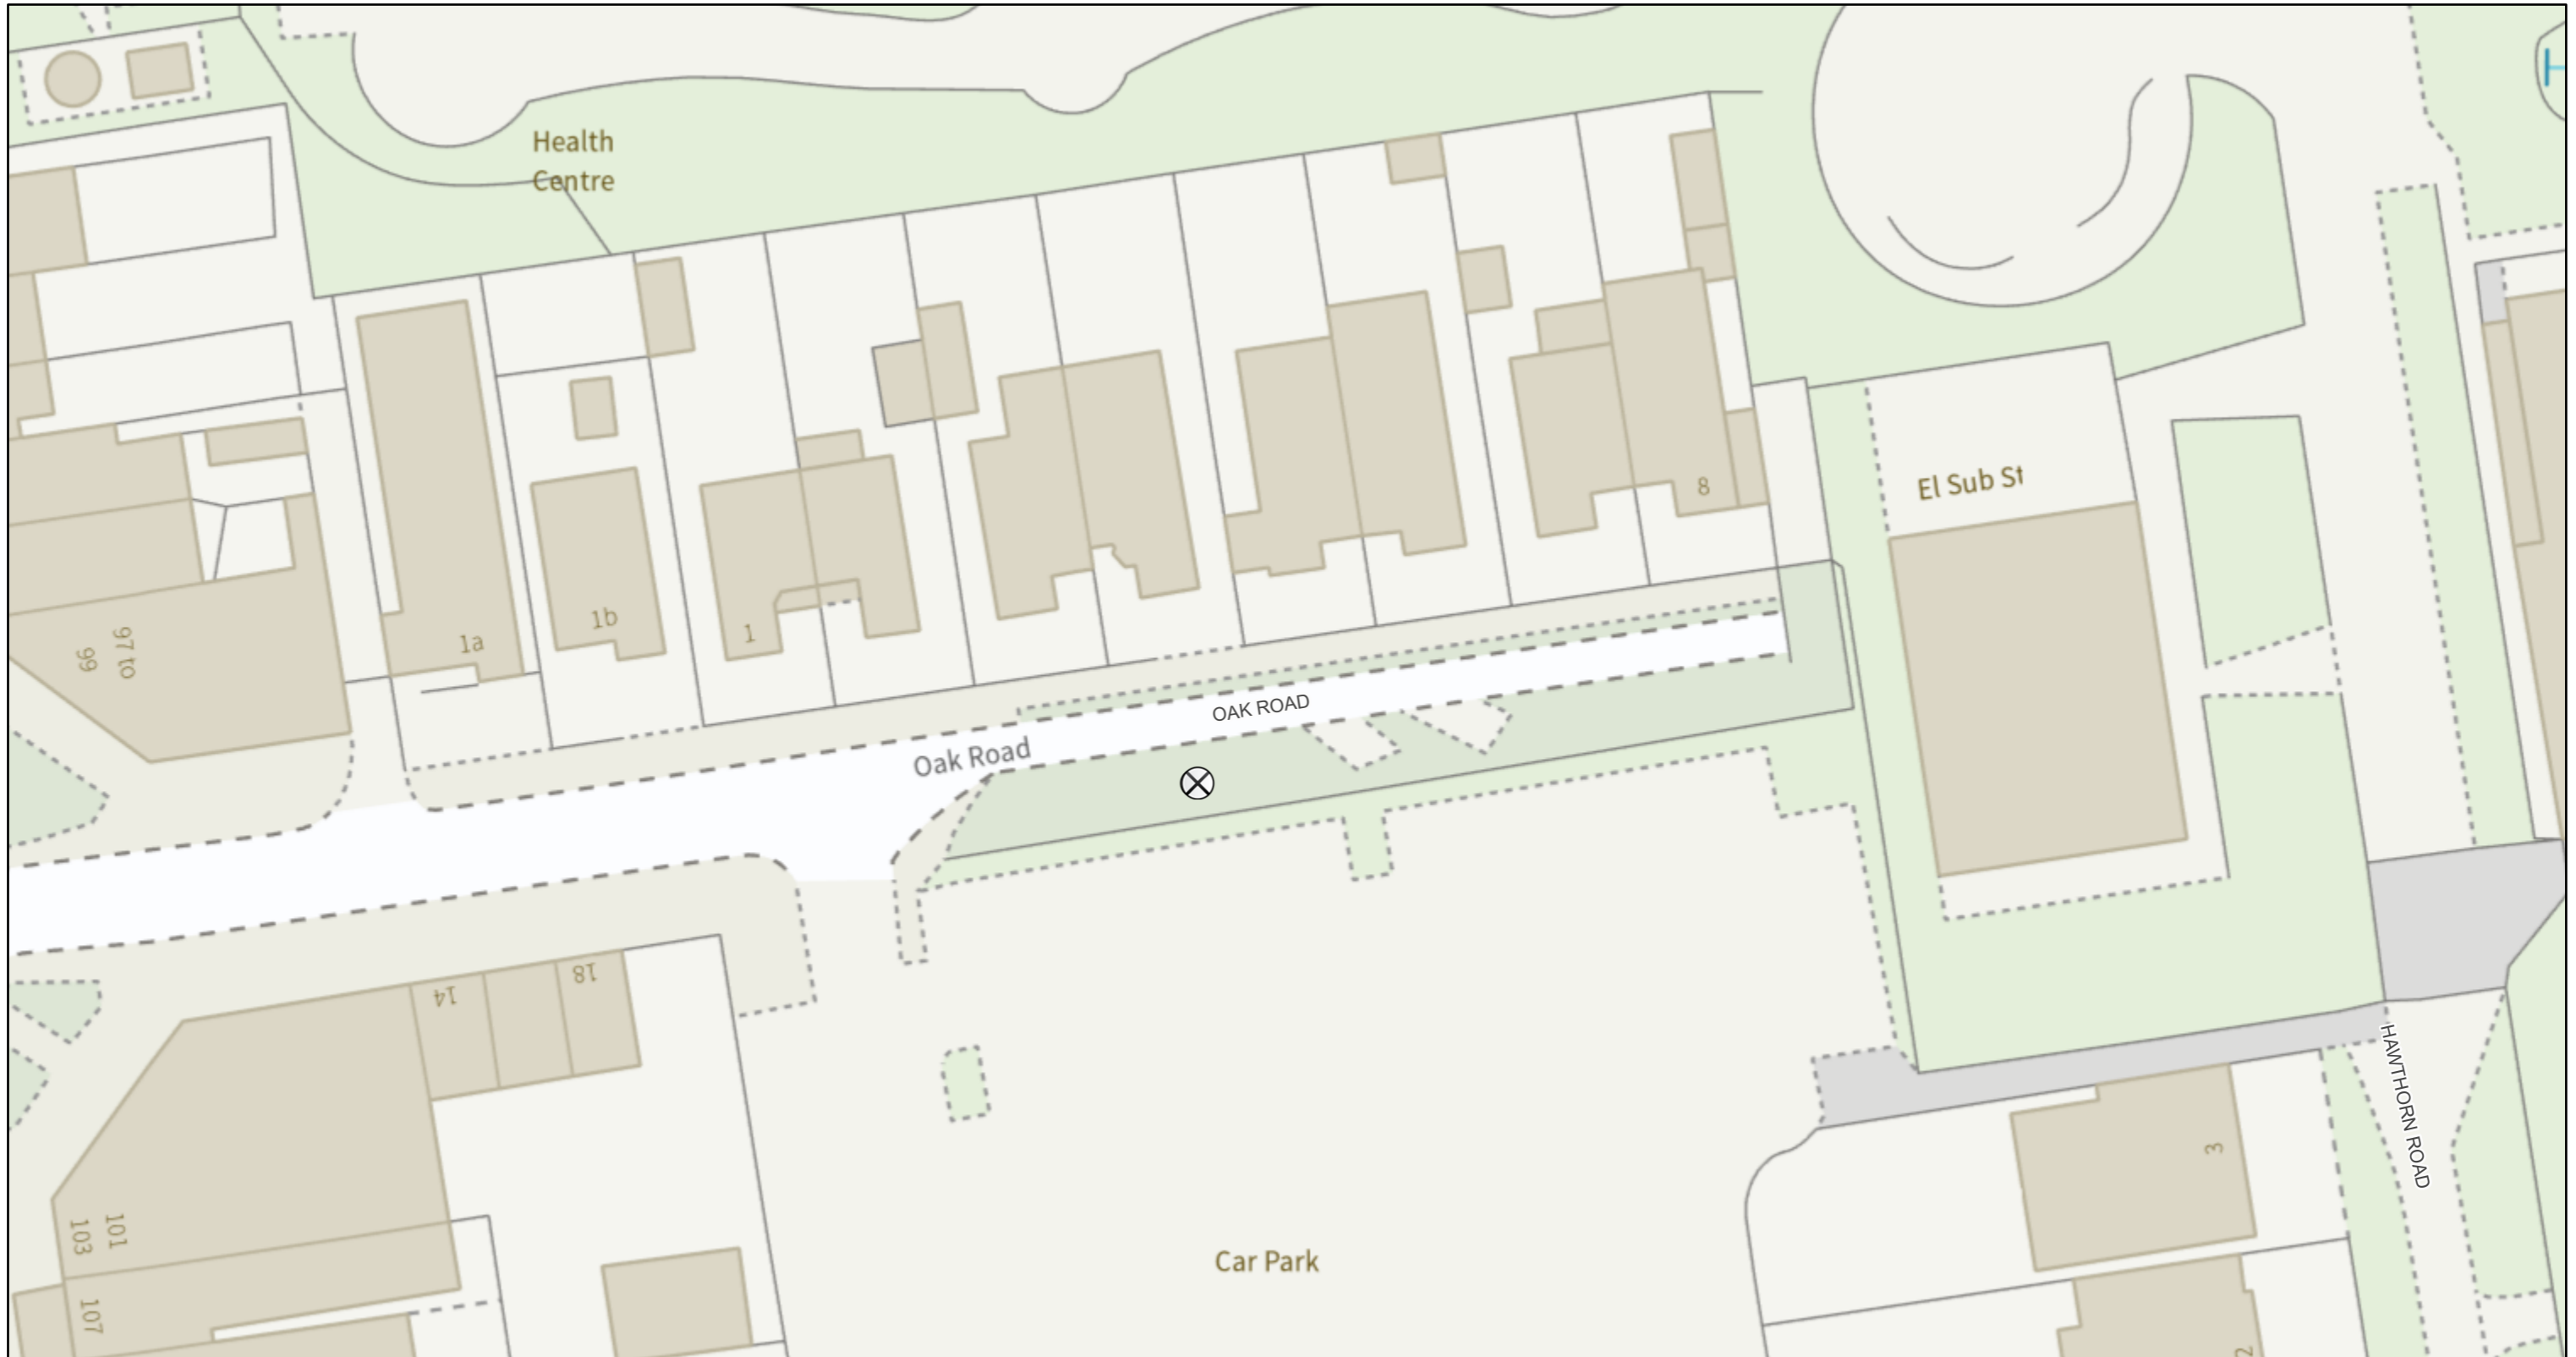 Health
Centre
El Sub St
8
1b
1a
1
97 to
99
OAK ROAD
Oak Road
18
14
HAWTHORN ROAD
3
101
103
Car Park
107